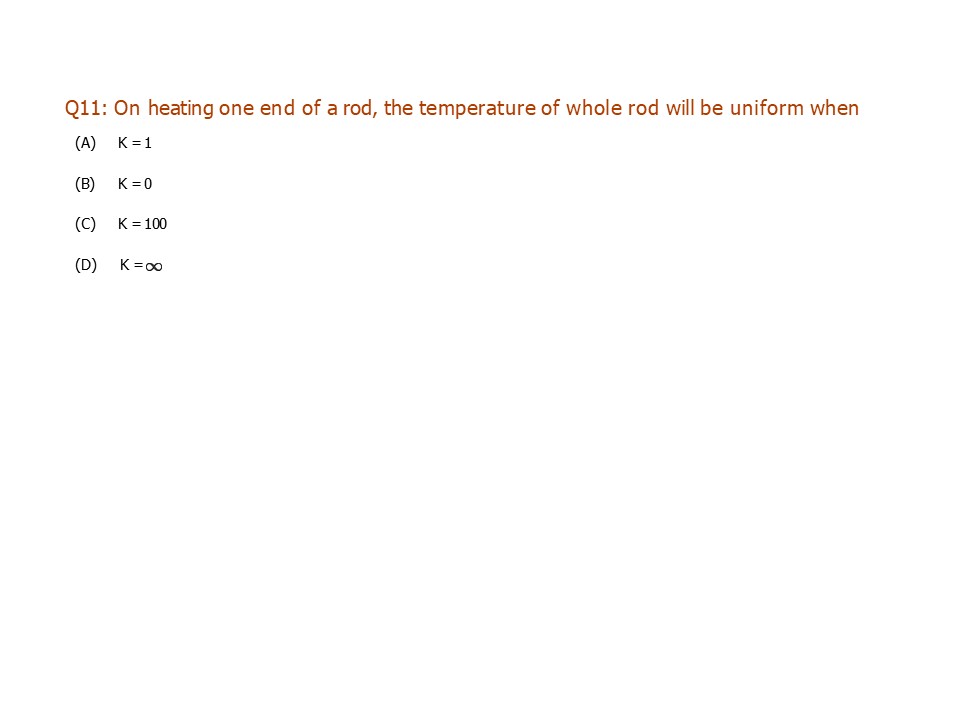 Q11: On heating one end of a rod, the temperature of whole rod will be uniform when
(A) K = 1
(B) K = 0
(C) K = 100
(D) K = ∞